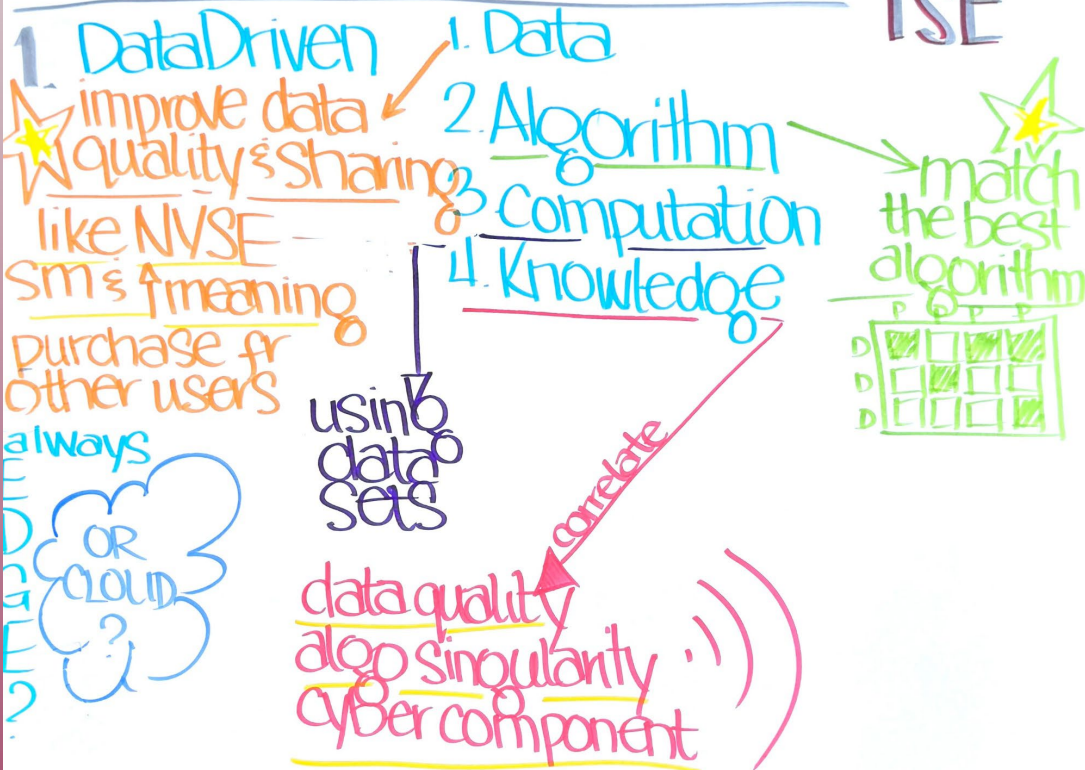 TSE
1. DataDriven
improve data
quality & sharing
like NYSE
sm & ↑ meaning
purchase fr
other users
always
EDGE?
OR
CLOUD
?
1. Data
2. Algorithm
3 Computation
4. Knowledge
using
data
sets
correlate
data quality
algo singularity
cyber component
match
the best
algorithm
P P P P
D
D
D